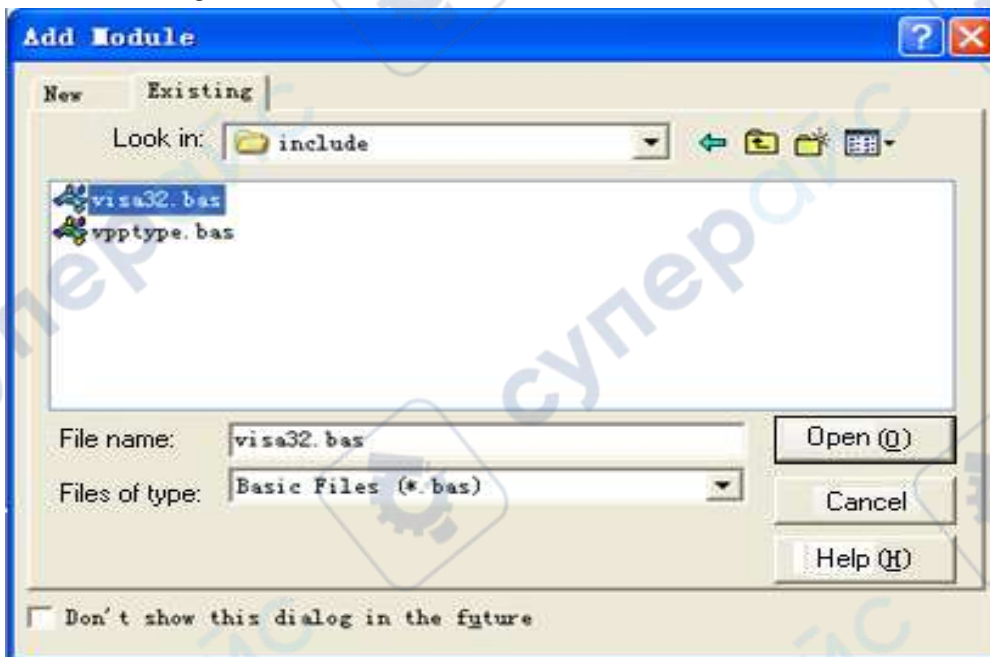 Add Module
New Existing
Look in: include
visa32.bas
vpptype.bas
File name: visa32.bas Open (O)
Files of type: Basic Files (*.bas) Cancel
Help (H)
Don't show this dialog in the future
суперайс